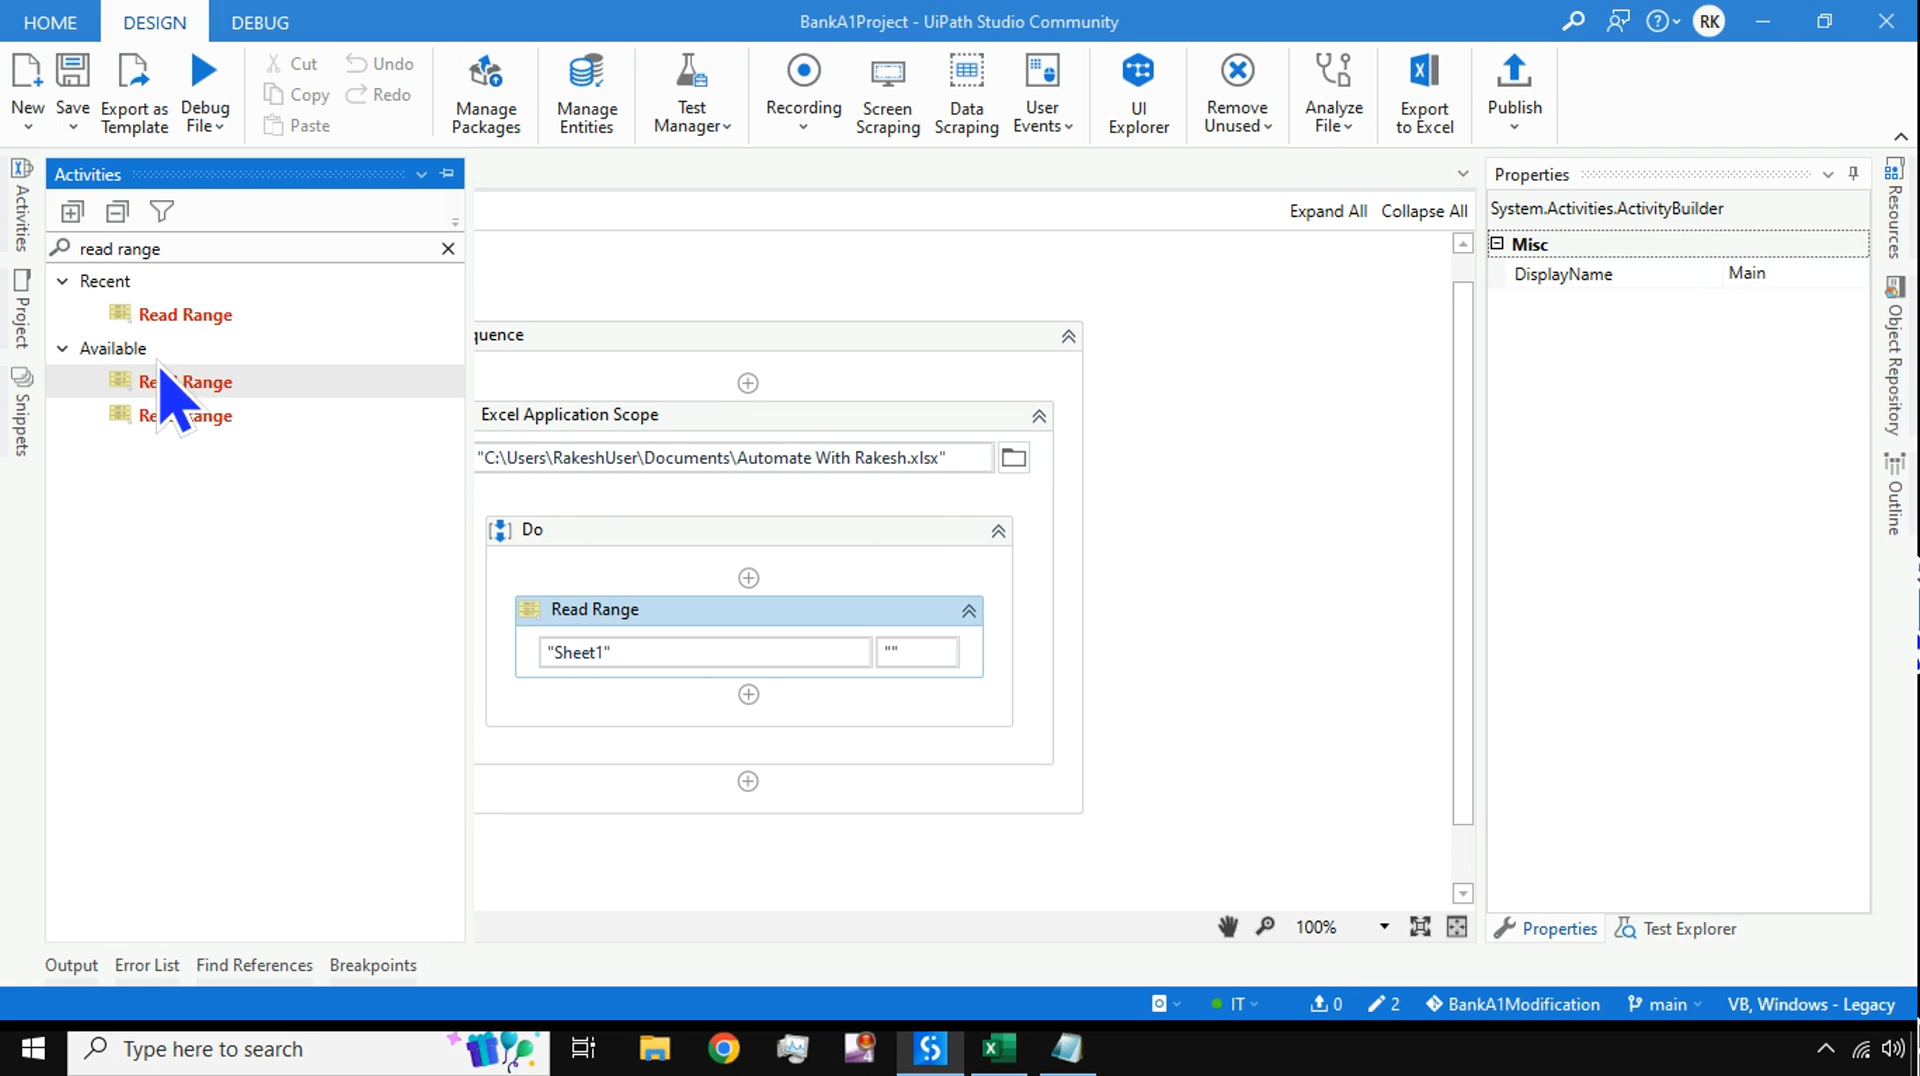 HOME DESIGN DEBUG
BankA1Project - UiPath Studio Community
RK
New Save Export as Template Debug File
Cut Copy Paste Undo Redo
Manage Packages
Manage Entities
Test Manager
Recording
Screen Scraping
Data Scraping
User Events
UI Explorer
Remove Unused
Analyze File
Export to Excel
Publish
Activities
Project
Snippets
Activities
read range
Recent
Read Range
Available
Read Range
Read Range
Expand All Collapse All
quence
Excel Application Scope
"C:\Users\RakeshUser\Documents\Automate With Rakesh.xlsx"
Do
Read Range
"Sheet1" ""
100%
Properties
System.Activities.ActivityBuilder
Misc
DisplayName Main
Properties Test Explorer
Resources
Object Repository
Outline
Output Error List Find References Breakpoints
IT 0 2 BankA1Modification main VB, Windows - Legacy
Type here to search
4